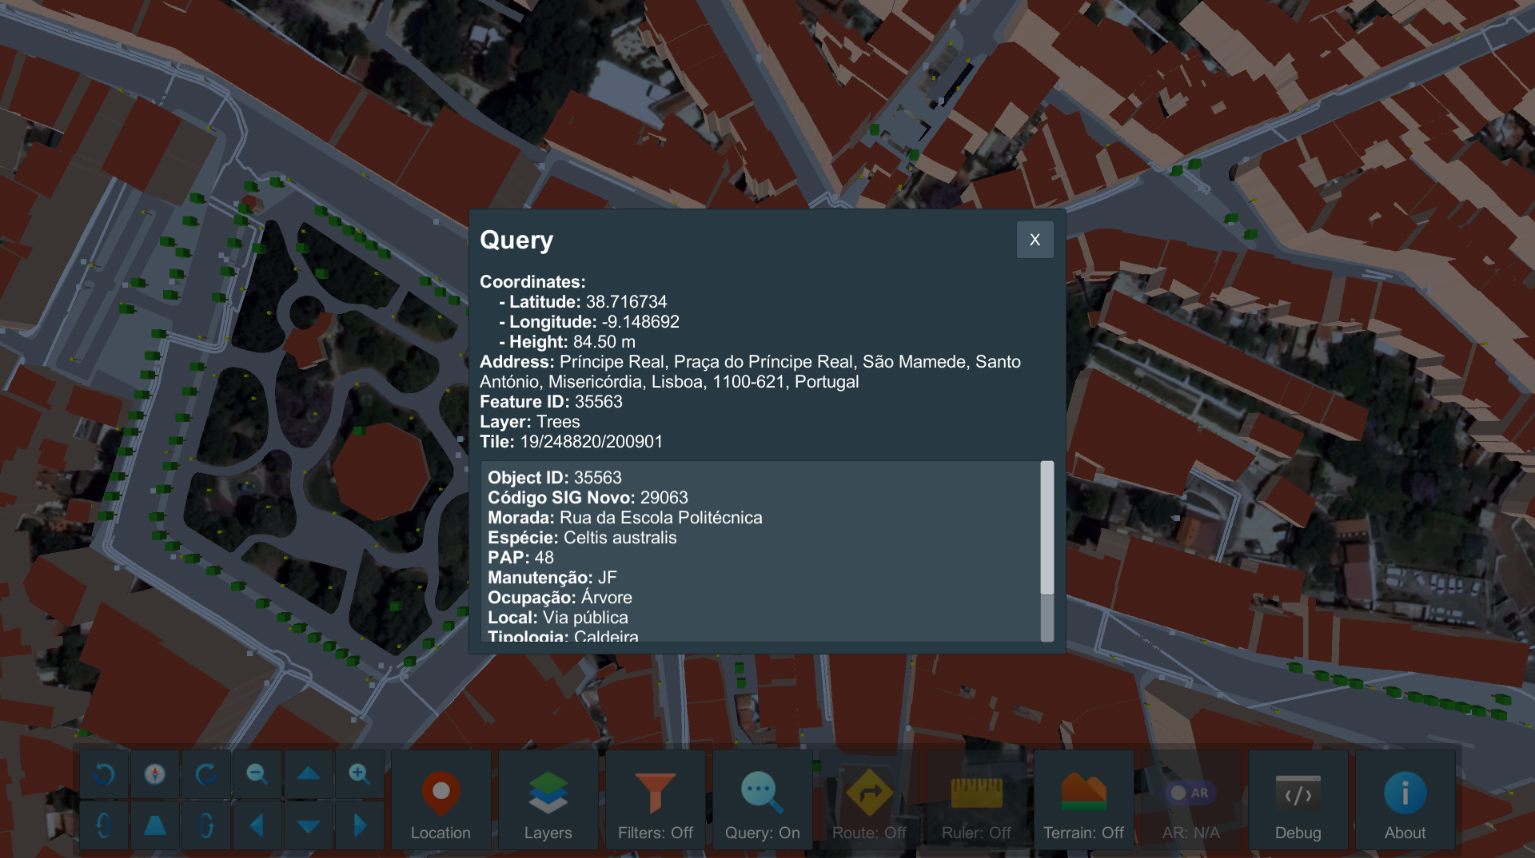 Query
X
Coordinates:
- Latitude: 38.716734
- Longitude: -9.148692
- Height: 84.50 m
Address: Príncipe Real, Praça do Príncipe Real, São Mamede, Santo
António, Misericórdia, Lisboa, 1100-621, Portugal
Feature ID: 35563
Layer: Trees
Tile: 19/248820/200901
Object ID: 35563
Código SIG Novo: 29063
Morada: Rua da Escola Politécnica
Espécie: Celtis australis
PAP: 48
Manutenção: JF
Ocupação: Árvore
Local: Via pública
Tipologia: Caldeira
Location
Layers
Filters: Off
Query: On
Route: Off
Ruler: Off
Terrain: Off
AR
AR: N/A
Debug
About